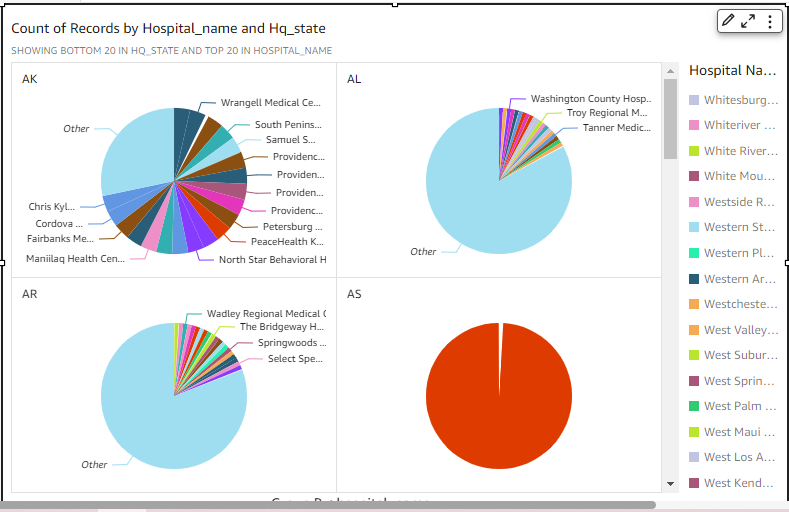 Count of Records by Hospital_name and Hq_state
SHOWING BOTTOM 20 IN HQ_STATE AND TOP 20 IN HOSPITAL_NAME
AK
Wrangell Medical Ce...
South Penins...
Samuel S...
Providenc...
Providen...
Providen...
Providenc...
Petersburg ...
PeaceHealth K...
North Star Behavioral H
Maniilaq Health Cen...
Fairbanks Me...
Cordova ...
Chris Kyl...
Other
AL
Washington County Hosp..
Troy Regional M...
Tanner Medic...
Other
AR
Wadley Regional Medical
The Bridgeway H...
Springwoods ...
Select Spe...
Other
AS
Hospital Na...
Whitesburg...
Whiteriver ...
White River...
White Mou...
Westside R...
Western St...
Western Pl...
Western Ar...
Westcheste...
West Valley...
West Subur...
West Sprin...
West Palm ...
West Maui ...
West Los A...
West Kend...